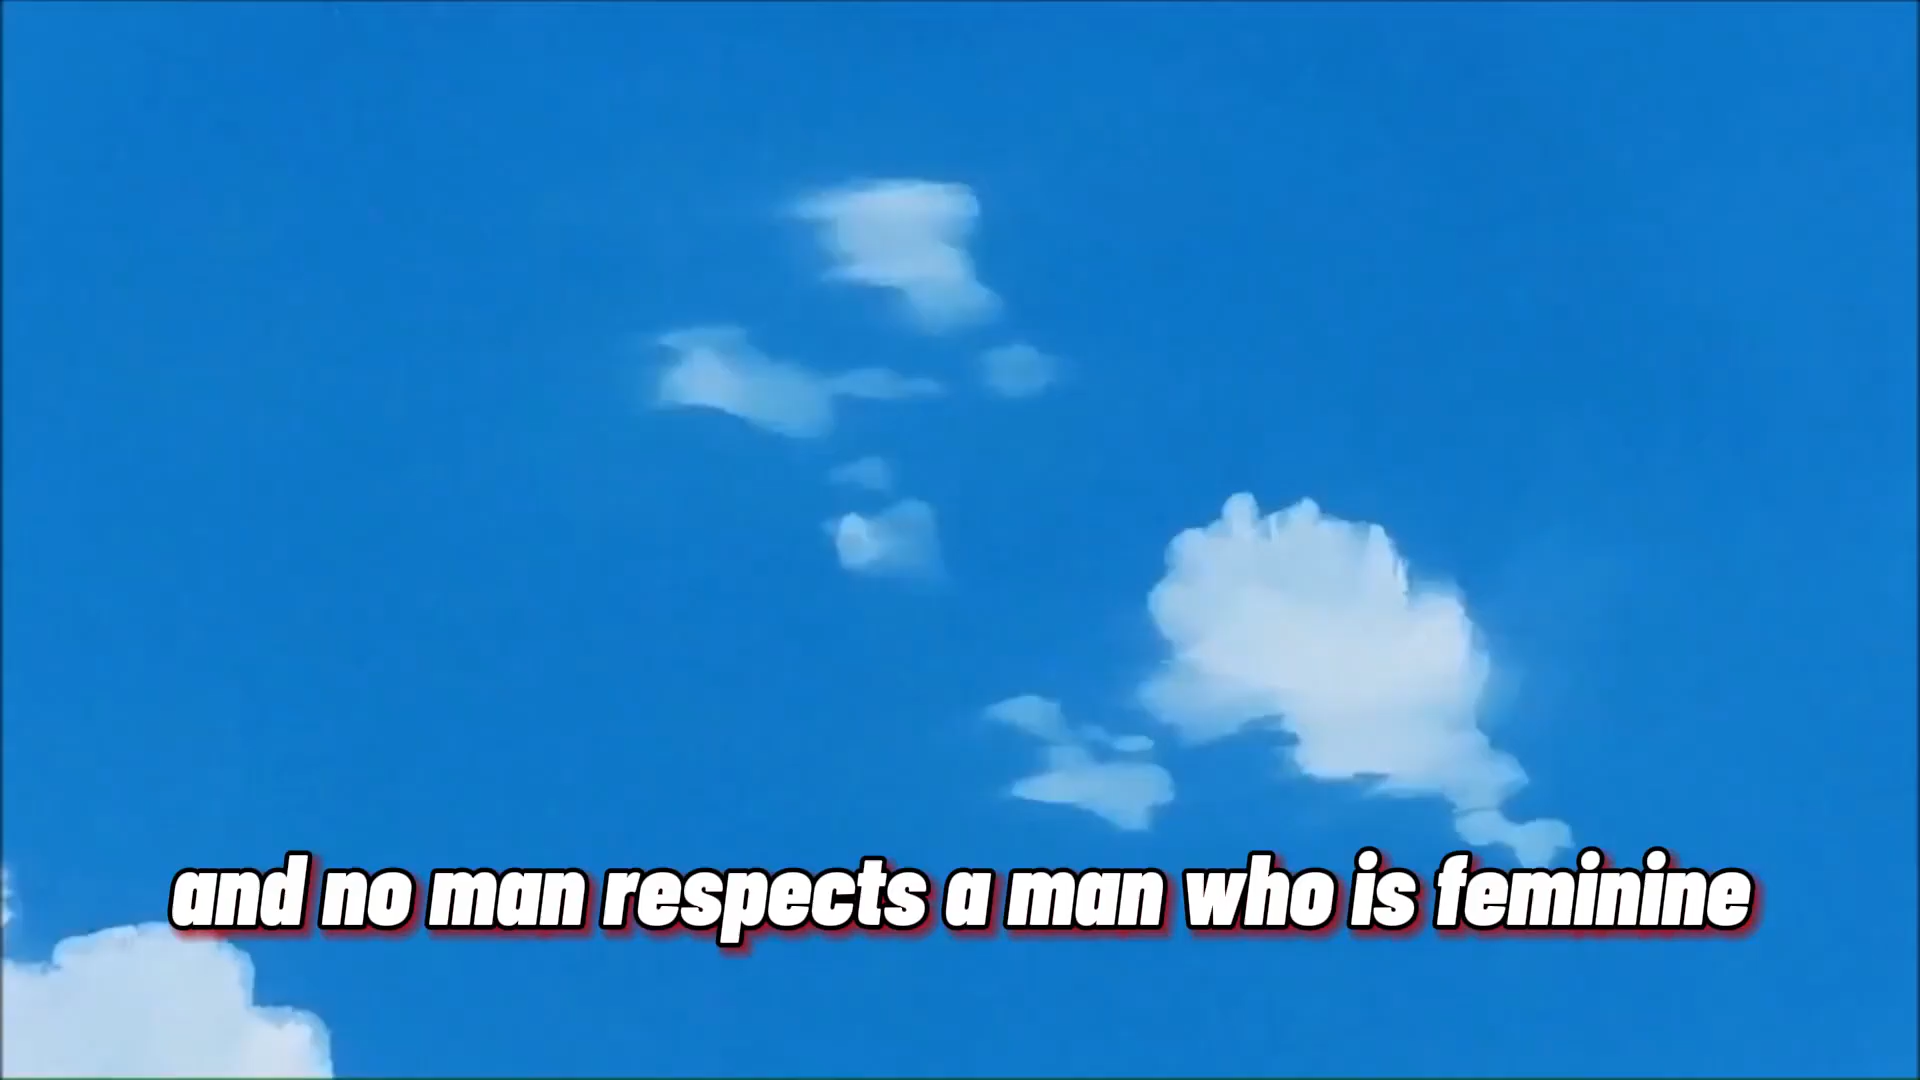 and no man respects a man who is feminine